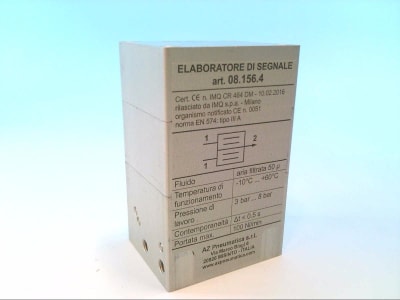 ELABORATORE DI SEGNALE
art. 08.156.4
Cert. CE n. IMQ CR 464 DM - 10.02.2016
rilasciato da IMQ s.p.a. - Milano
organismo notificato CE n. 0051
norma EN 574: tipo III A
1 2
1
Fluido aria filtrata 50 µ
Temperatura di funzionamento -10°C ... +60°C
Pressione di lavoro 3 bar ... 8 bar
Contemporaneità Δt < 0.5 s
Portata max. 100 Nl/min
AZ Pneumatica s.r.l.
20826 MISINTO - ITALIA